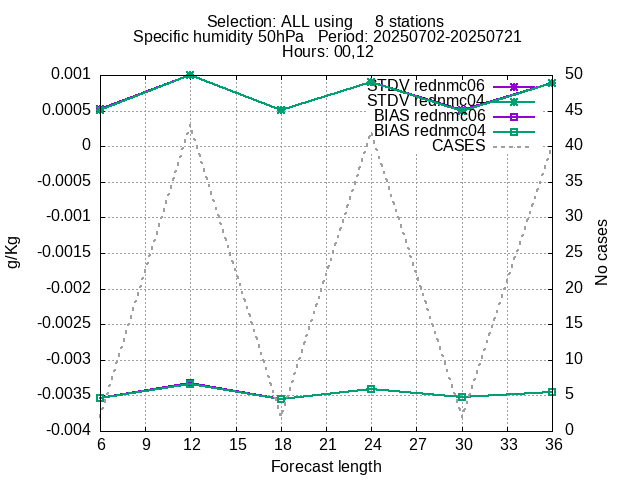 Selection: ALL using     8 stations
Specific humidity 50hPa   Period: 20250702-20250721
Hours: 00,12
0.001
0.0005
0
-0.0005
-0.001
-0.0015
-0.002
-0.0025
-0.003
-0.0035
-0.004
g/Kg
STDV rednmc06
STDV rednmc04
BIAS rednmc06
BIAS rednmc04
CASES
50
45
40
35
30
25
20
15
10
5
0
No cases
6 9 12 15 18 21 24 27 30 33 36
Forecast length